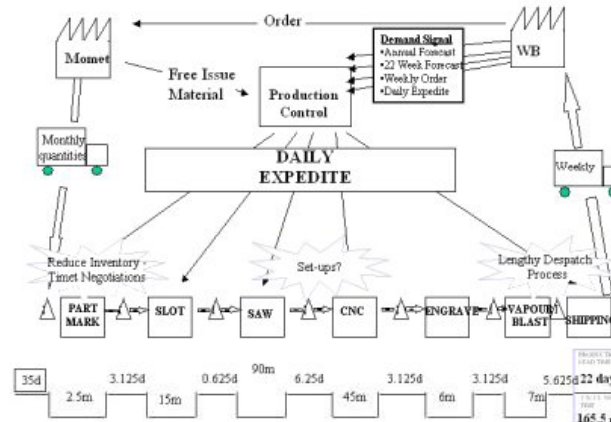 Order
Momet
WB
Demand Signal
•Annual Forecast
•22 Week Forecast
•Weekly Order
•Daily Expedite
Free Issue
Material
Production
Control
Monthly
quantities
Weekly
DAILY
EXPEDITE
Reduce Inventory -
Timet Negotiations
Set-ups?
Lengthy Despatch
Process
PART
MARK
SLOT
SAW
CNC
ENGRAVE
VAPOUR
BLAST
SHIPPING
35d
3.125d
0.625d
90m
6.25d
3.125d
3.125d
5.625d
2.5m
15m
45m
6m
7m
LEAD TIME
22 day
165.5